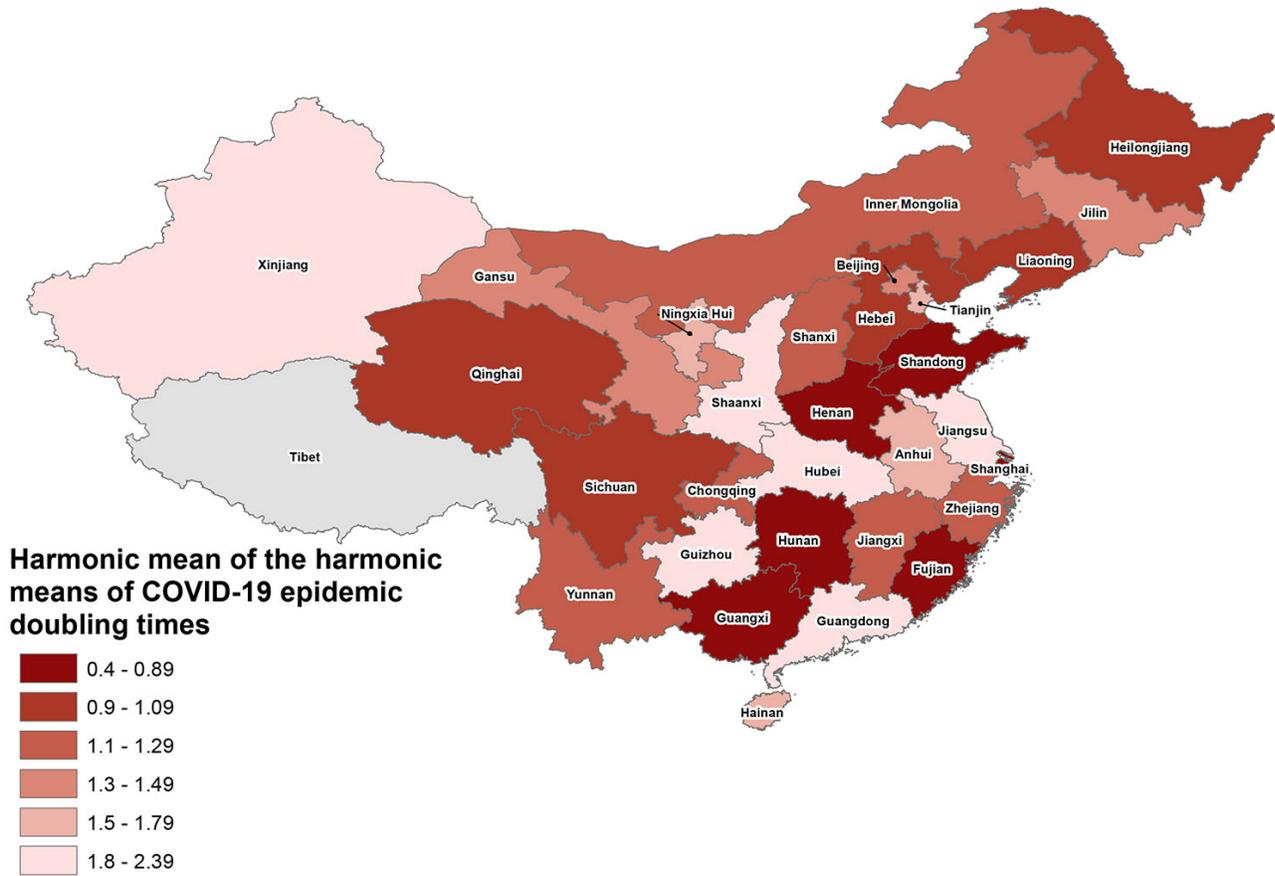 Heilongjiang
Inner Mongolia
Jilin
Xinjiang
Beijing
Liaoning
Gansu
Tianjin
Ningxia Hui
Hebei
Shanxi
Shandong
Qinghai
Shaanxi
Henan
Jiangsu
Tibet
Anhui
Shanghai
Hubei
Sichuan
Chongqing
Zhejiang
Hunan
Jiangxi
Guizhou
Fujian
Yunnan
Guangxi
Guangdong
Hainan
Harmonic mean of the harmonic
means of COVID-19 epidemic
doubling times
0.4 - 0.89
0.9 - 1.09
1.1 - 1.29
1.3 - 1.49
1.5 - 1.79
1.8 - 2.39